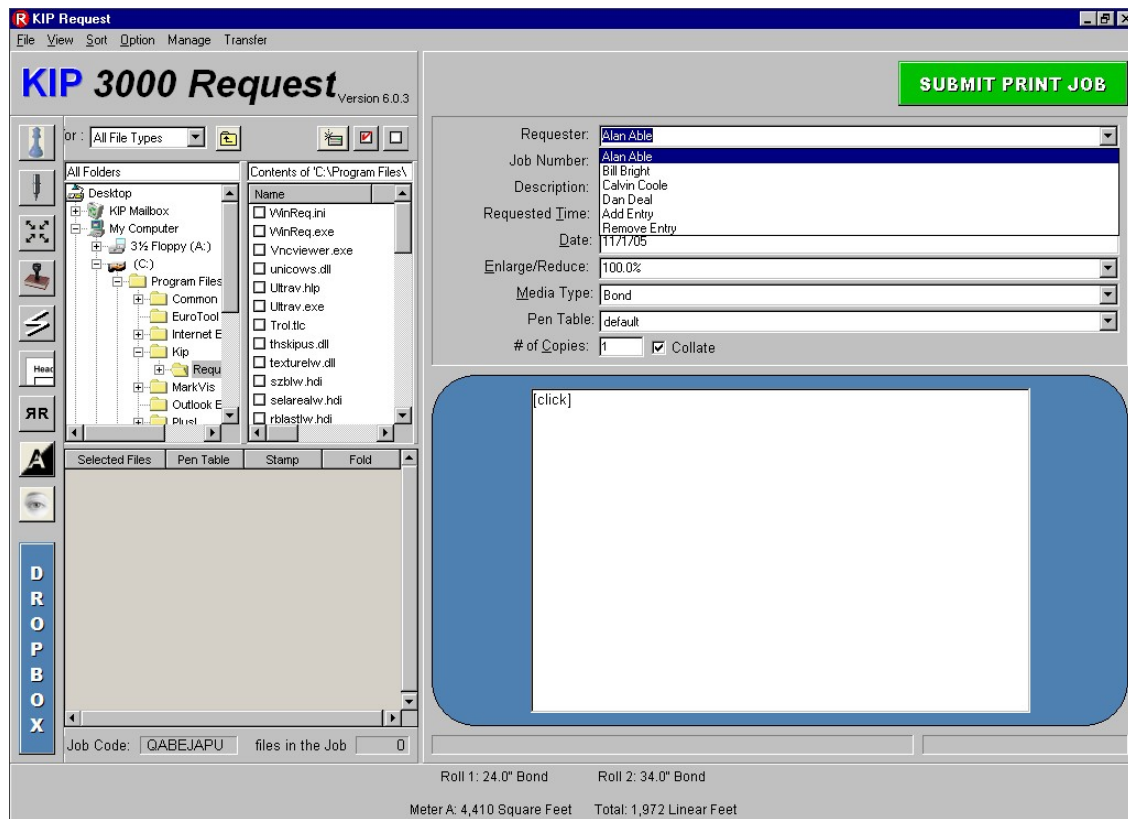 KIP Request
File View Sort Option Manage Transfer
KIP 3000 Request Version 6.0.3
SUBMIT PRINT JOB
or : All File Types
All Folders
Desktop
KIP Mailbox
My Computer
3½ Floppy (A:)
(C:)
Program Files
Common
EuroTool
Internet E
Kip
Requ
MarkVis
Outlook E
Plus!
Contents of 'C:\Program Files\
Name
WinReq.ini
WinReq.exe
Vncviewer.exe
unicows.dll
Ultrav.hlp
Ultrav.exe
Trol.tlc
thskipus.dll
texturelw.dll
szblw.hdi
selarealw.hdi
rblastlw.hdi
Head
ЯR
A
DROPBOX
Selected Files Pen Table Stamp Fold
Job Code: QABEJAPU files in the Job 0
Requester: Alan Able
Alan Able
Bill Bright
Calvin Coole
Dan Deal
Add Entry
Remove Entry
Job Number:
Description:
Requested Time:
Date: 11/1/05
Enlarge/Reduce: 100.0%
Media Type: Bond
Pen Table: default
# of Copies: 1 Collate
[click]
Roll 1: 24.0" Bond Roll 2: 34.0" Bond
Meter A: 4,410 Square Feet Total: 1,972 Linear Feet